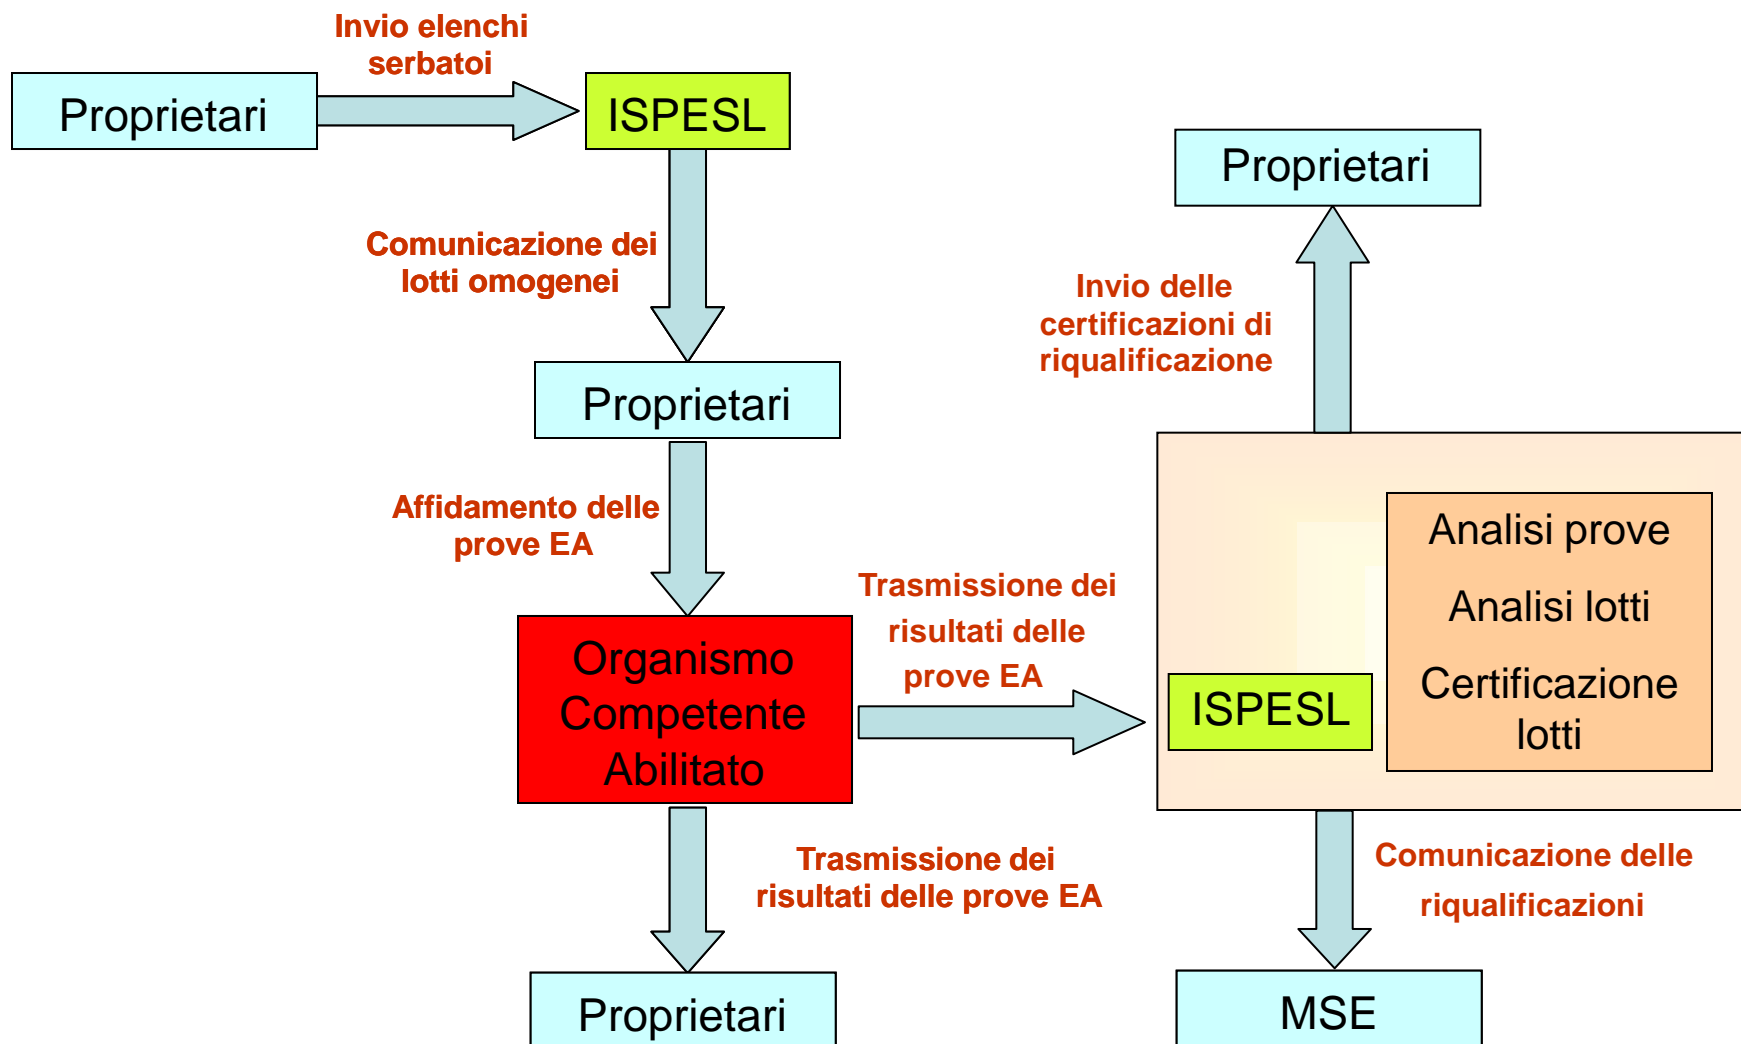 Invio elenchi
serbatoi
Proprietari
ISPESL
Comunicazione dei
lotti omogenei
Proprietari
Affidamento delle
prove EA
Organismo
Competente
Abilitato
Trasmissione dei
risultati delle prove EA
Proprietari
Trasmissione dei
risultati delle
prove EA
Proprietari
Invio delle
certificazioni di
riqualificazione
ISPESL
Analisi prove
Analisi lotti
Certificazione
lotti
Comunicazione delle
riqualificazioni
MSE